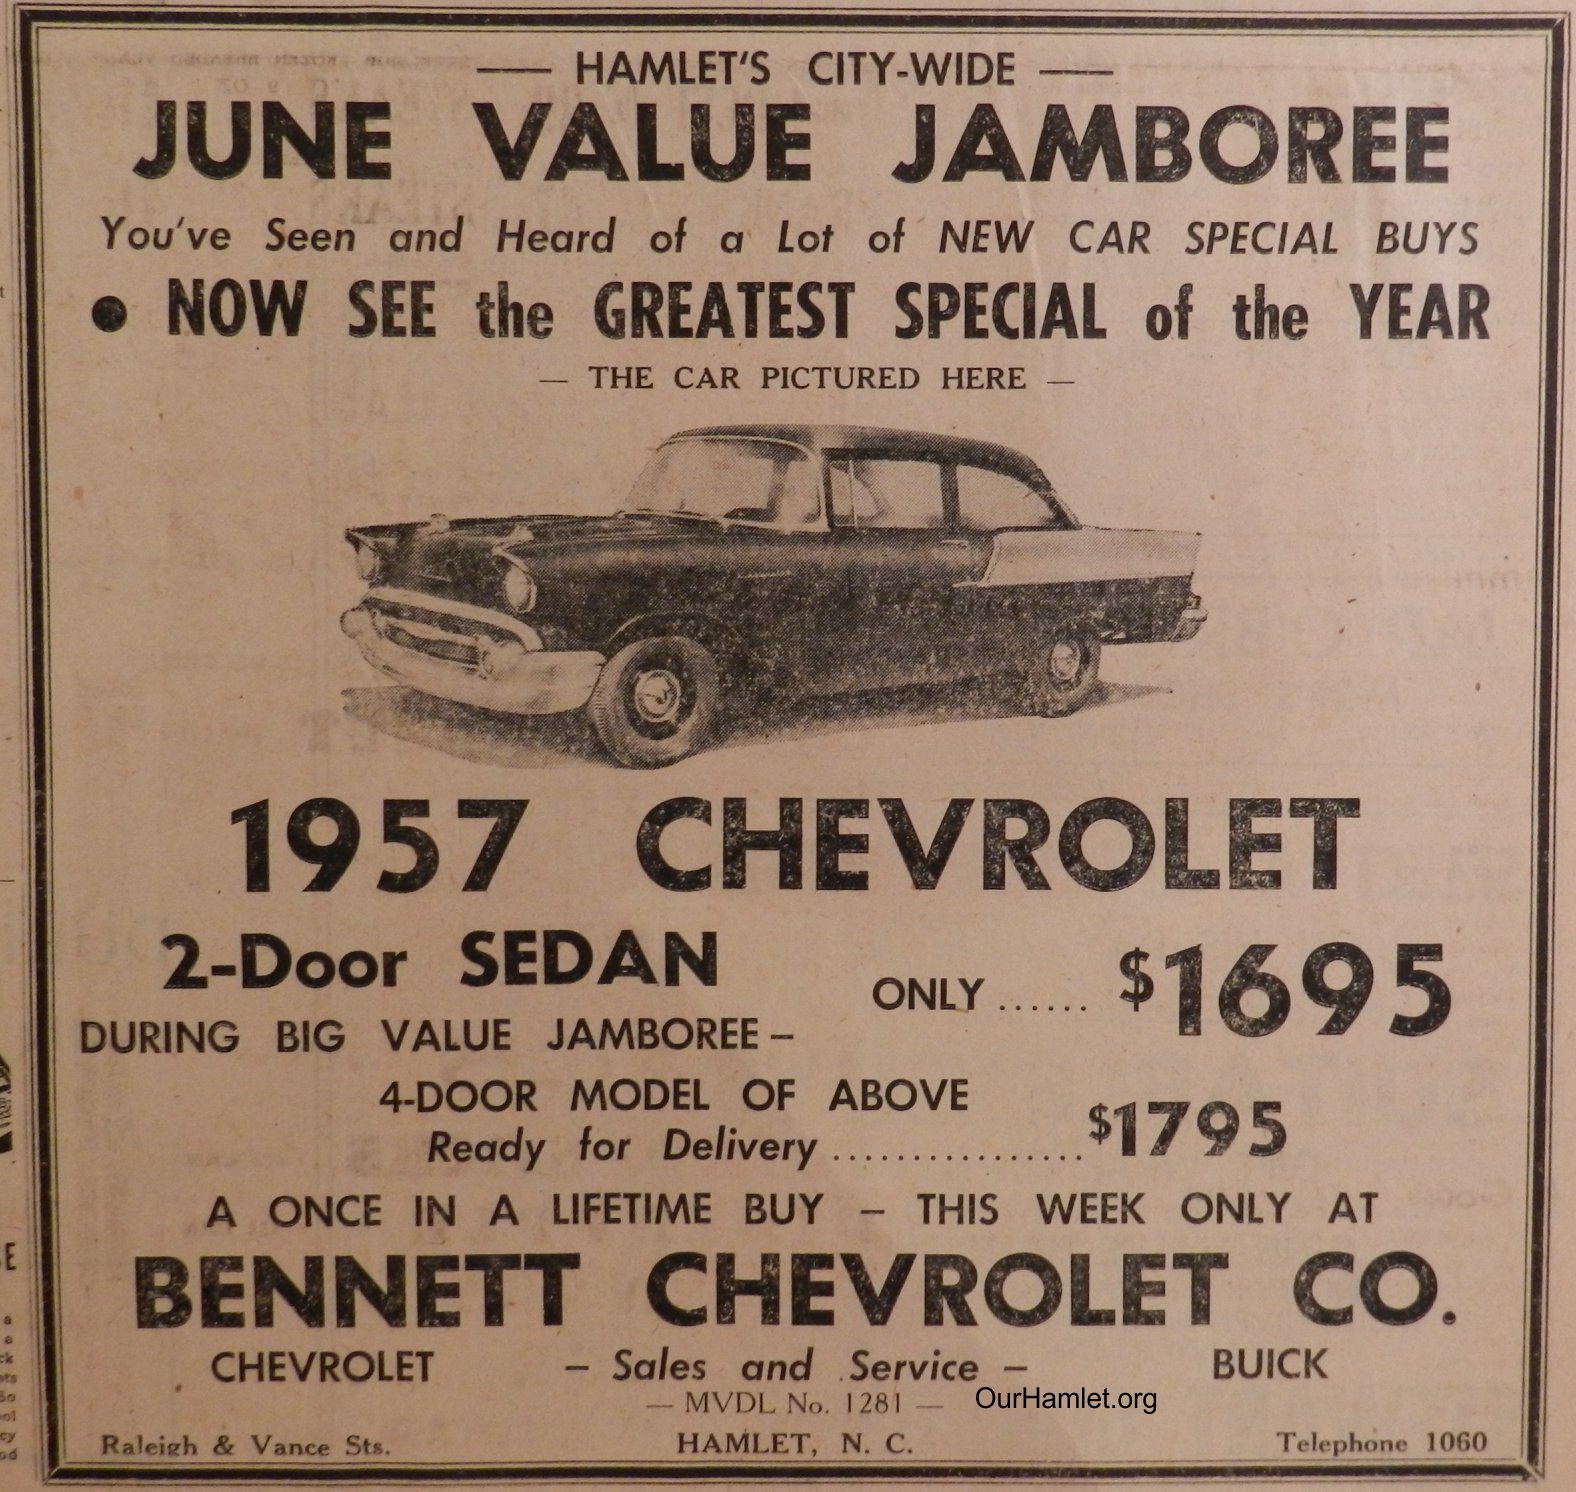 — HAMLET'S CITY-WIDE —
JUNE VALUE JAMBOREE
You've Seen and Heard of a Lot of NEW CAR SPECIAL BUYS
● NOW SEE the GREATEST SPECIAL of the YEAR
— THE CAR PICTURED HERE —
1957 CHEVROLET
2-Door SEDAN
ONLY ...... $1695
DURING BIG VALUE JAMBOREE –
4-DOOR MODEL OF ABOVE
Ready for Delivery ................ $1795
A ONCE IN A LIFETIME BUY – THIS WEEK ONLY AT
BENNETT CHEVROLET CO.
CHEVROLET – Sales and Service – BUICK
— MVDL No. 1281 —
OurHamlet.org
Raleigh & Vance Sts. HAMLET, N. C. Telephone 1060